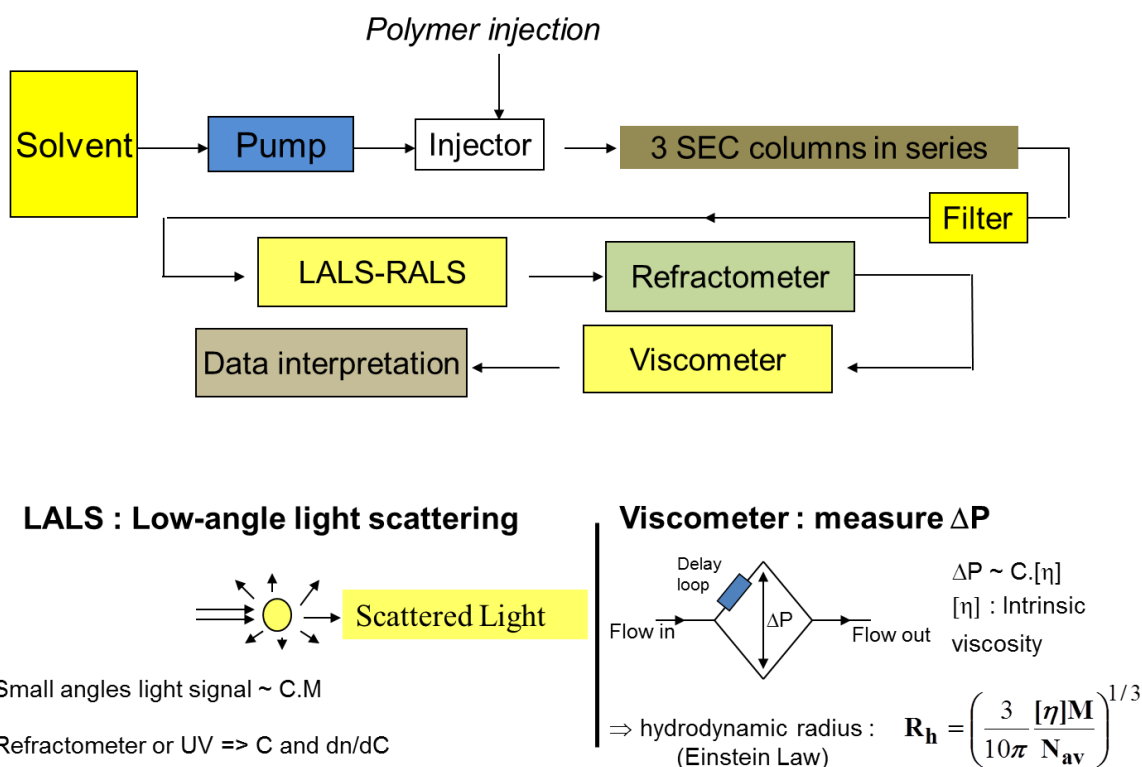 Polymer injection
Solvent
Pump
Injector
3 SEC columns in series
Filter
LALS-RALS
Refractometer
Data interpretation
Viscometer
LALS : Low-angle light scattering
Scattered Light
Small angles light signal ~ C.M
Refractometer or UV => C and dn/dC
Viscometer : measure ΔP
Delay
loop
ΔP
Flow in
Flow out
ΔP ~ C.[η]
[η] : Intrinsic
viscosity
⇒ hydrodynamic radius :
(Einstein Law)
R_h = (3/10π [η]M/N_av)^1/3